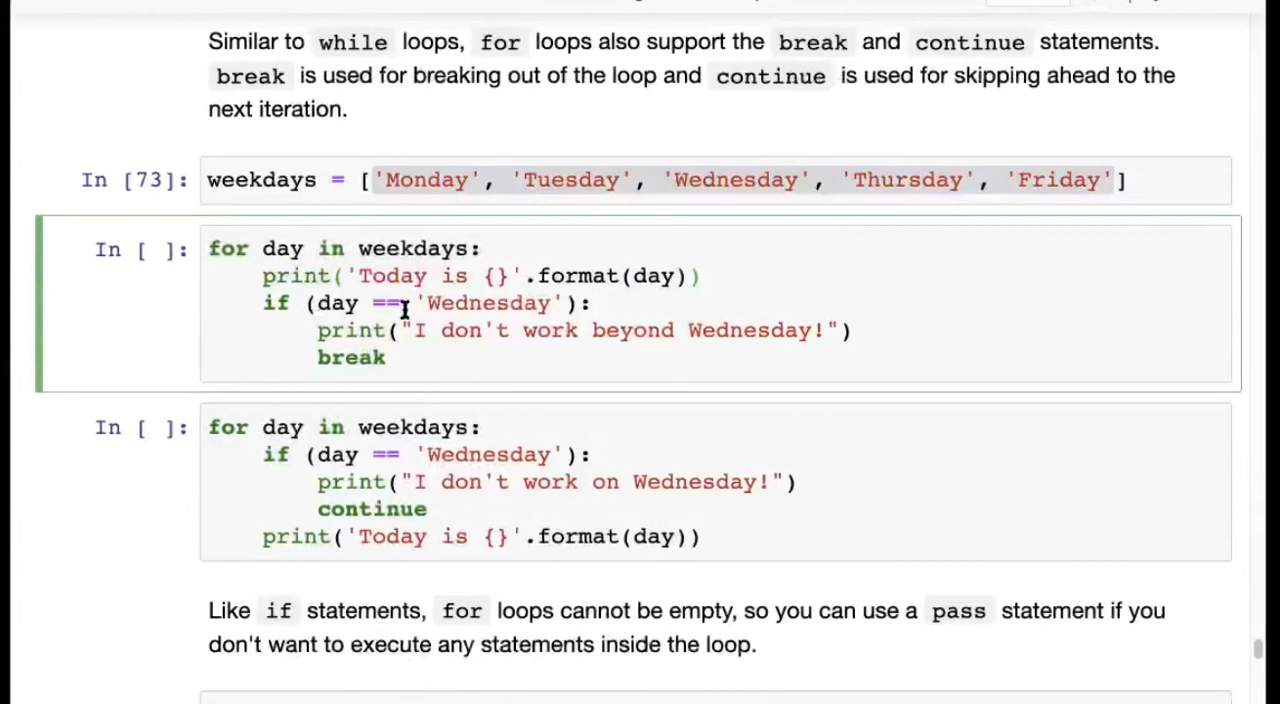 Similar to while loops, for loops also support the break and continue statements.
break is used for breaking out of the loop and continue is used for skipping ahead to the
next iteration.
In [73]: weekdays = ['Monday', 'Tuesday', 'Wednesday', 'Thursday', 'Friday']
In [ ]: for day in weekdays:
    print('Today is {}'.format(day))
    if (day == 'Wednesday'):
        print("I don't work beyond Wednesday!")
        break
In [ ]: for day in weekdays:
    if (day == 'Wednesday'):
        print("I don't work on Wednesday!")
        continue
    print('Today is {}'.format(day))
Like if statements, for loops cannot be empty, so you can use a pass statement if you
don't want to execute any statements inside the loop.